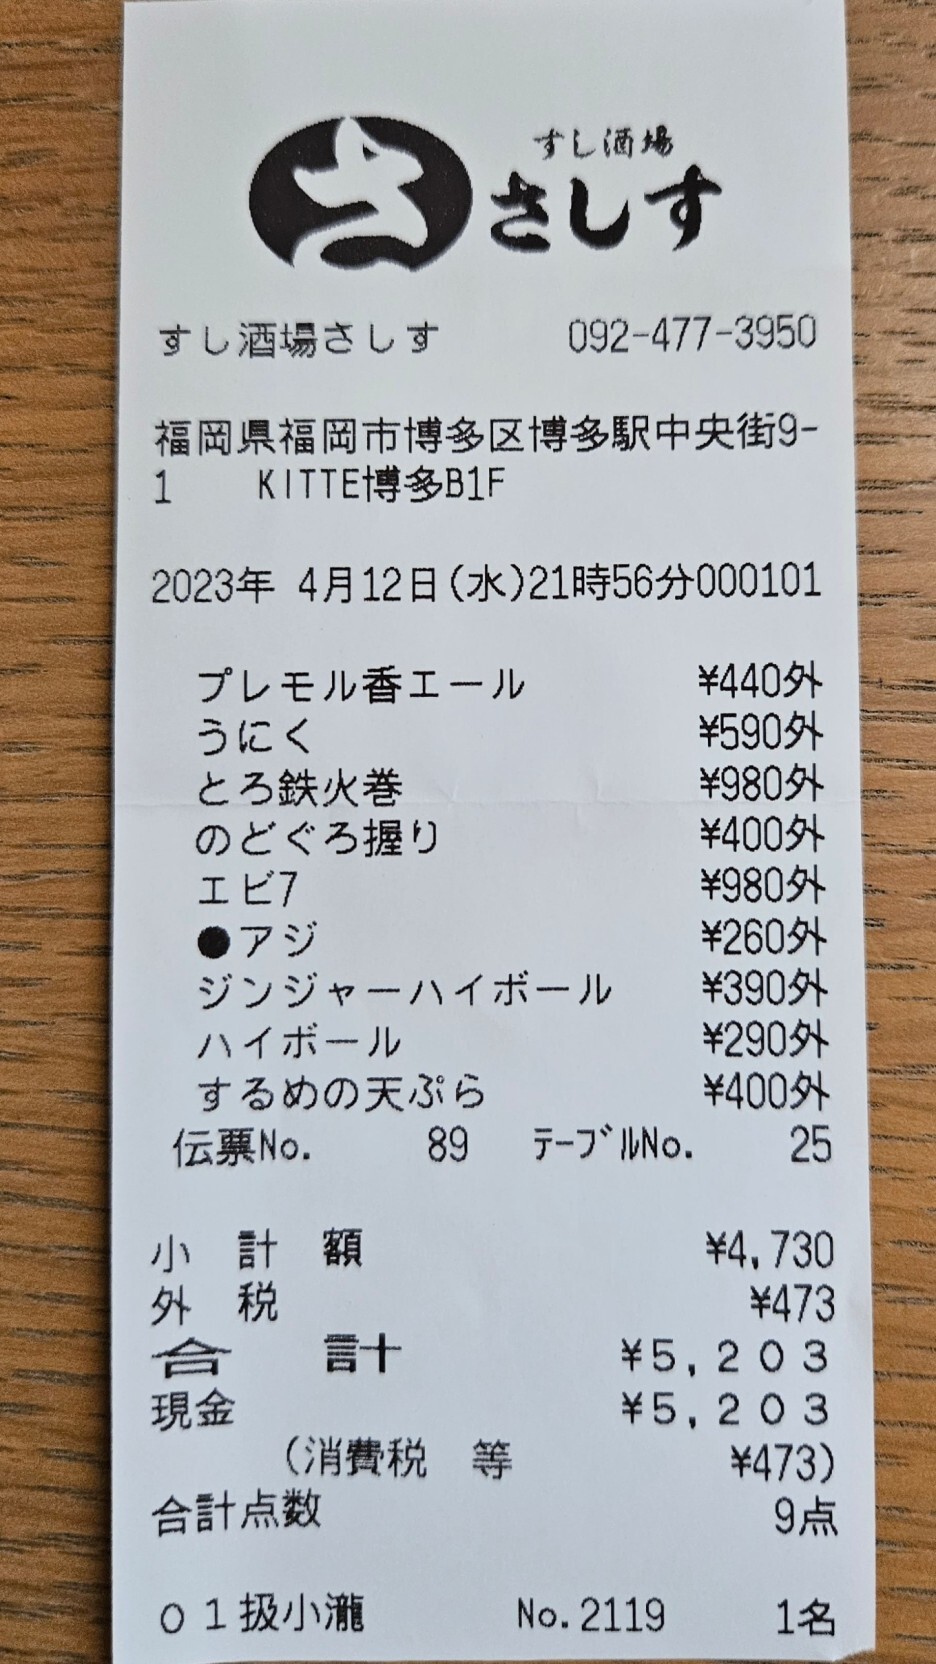 すし酒場
さしす
すし酒場さしす 092-477-3950
福岡県福岡市博多区博多駅中央街9-
1 KITTE博多B1F
2023年 4月12日(水)21時56分000101
プレモル香エール ¥440外
うにく ¥590外
とろ鉄火巻 ¥980外
のどぐろ握り ¥400外
エビ7 ¥980外
●アジ ¥260外
ジンジャーハイボール ¥390外
ハイボール ¥290外
するめの天ぷら ¥400外
伝票No. 89 ﾃｰﾌﾞﾙNo. 25
小 計 額 ¥4,730
外 税 ¥473
合 計 ¥5,203
現金 ¥5,203
(消費税 等 ¥473)
合計点数 9点
01扱小瀧 No.2119 1名